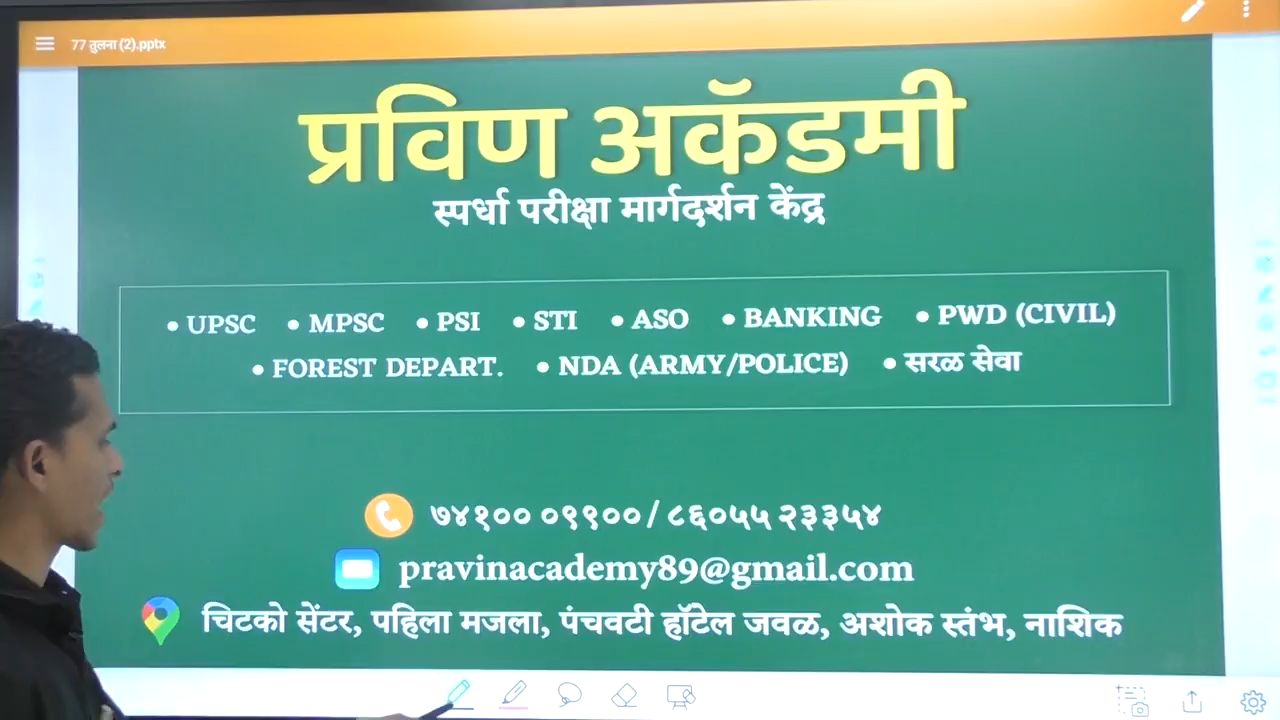 77 तुलना (2).pptx
प्रविण अकॅडमी
स्पर्धा परीक्षा मार्गदर्शन केंद्र
• UPSC • MPSC • PSI • STI • ASO • BANKING • PWD (CIVIL)
• FOREST DEPART. • NDA (ARMY/POLICE) • सरळ सेवा
७४१०० ०९९०० / ८६०५५ २३३५४
pravinacademy89@gmail.com
चिटको सेंटर, पहिला मजला, पंचवटी हॉटेल जवळ, अशोक स्तंभ, नाशिक